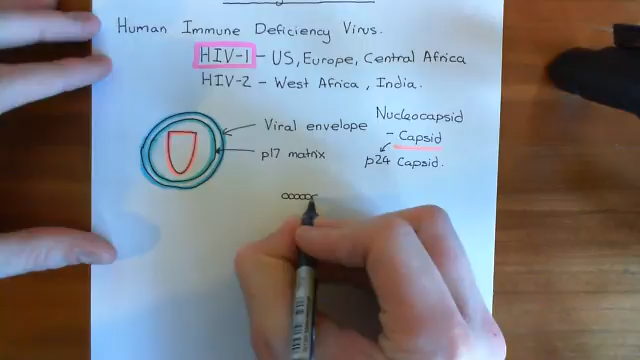 Human Immune Deficiency Virus.
HIV-1 - US, Europe, Central Africa
HIV-2 - West Africa, India.
Nucleocapsid
- Capsid
p24 Capsid.
Viral envelope
p17 matrix